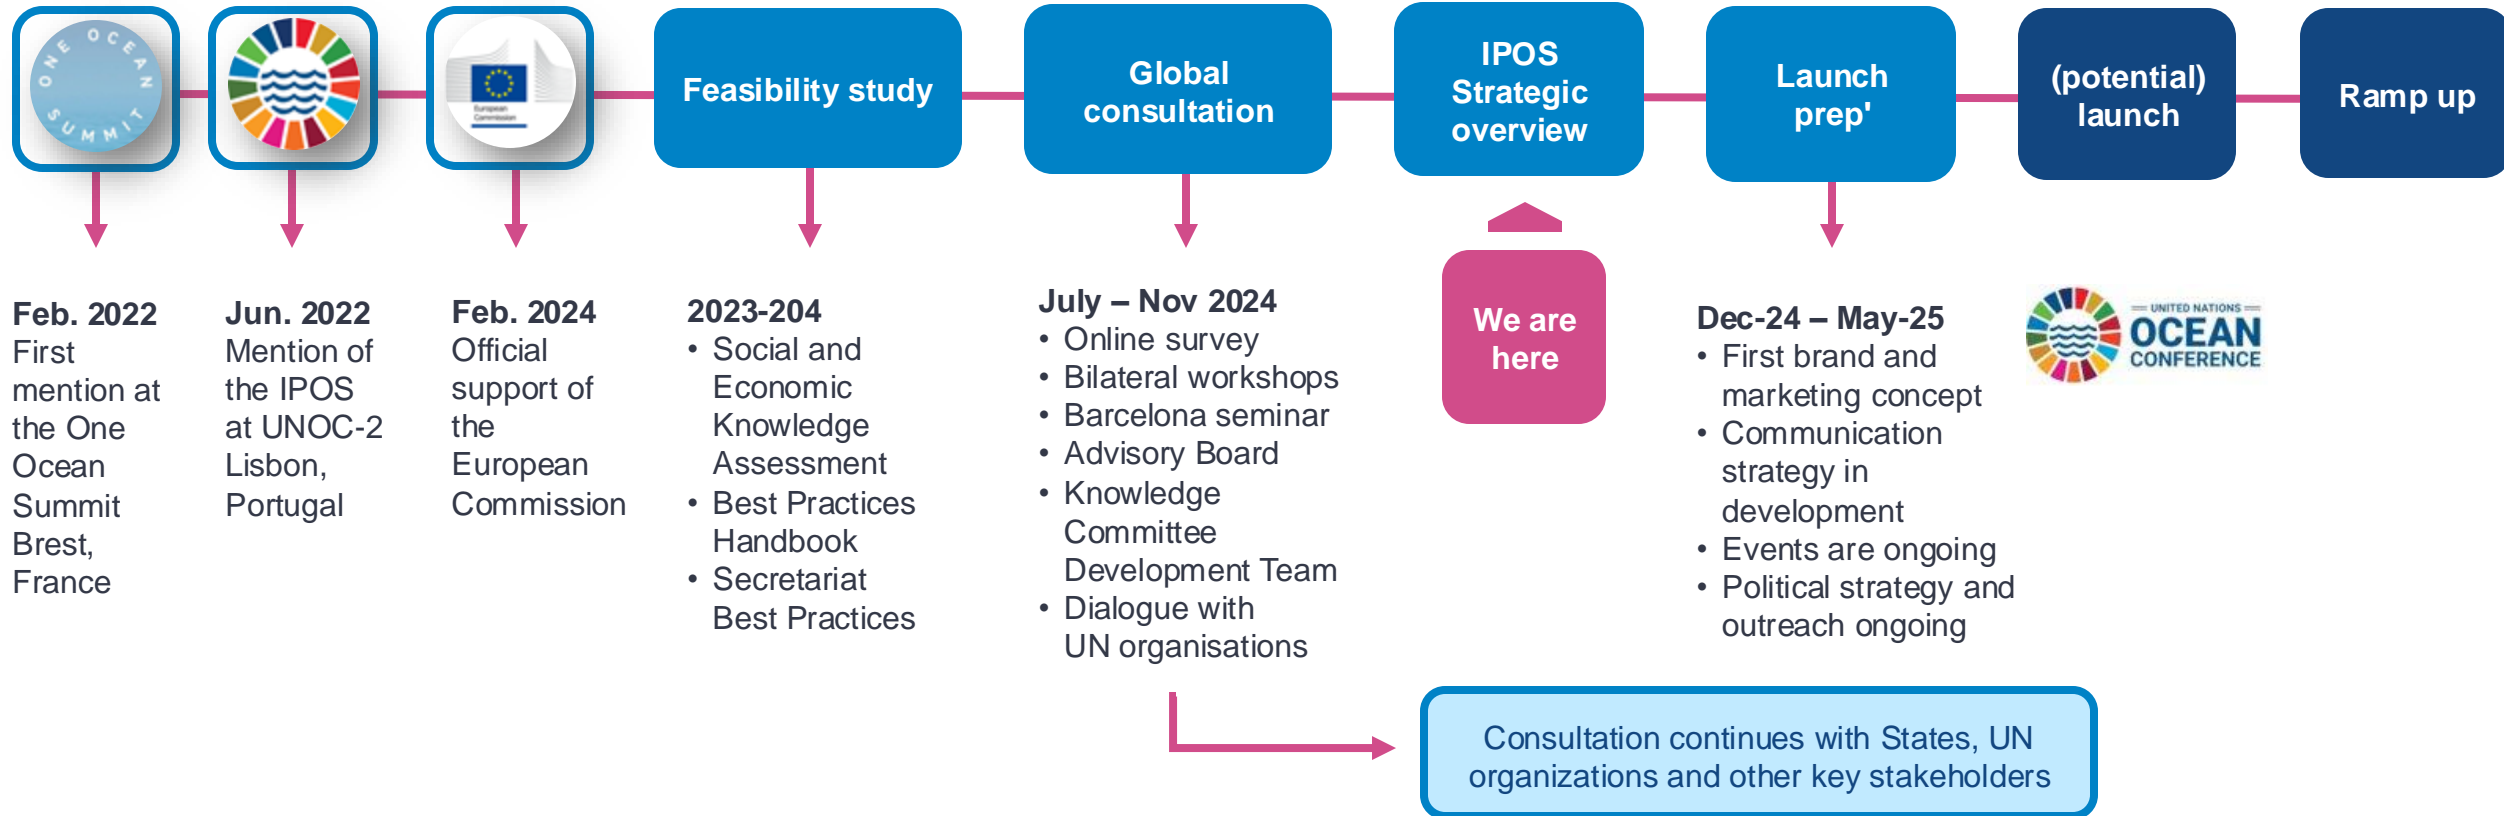 ONE OCEAN
SUMMIT
European
Commission
Feasibility study
Global
consultation
IPOS
Strategic
overview
Launch
prep'
(potential)
launch
Ramp up
Feb. 2022
First
mention at
the One
Ocean
Summit
Brest,
France
Jun. 2022
Mention of
the IPOS
at UNOC-2
Lisbon,
Portugal
Feb. 2024
Official
support of
the
European
Commission
2023-204
• Social and
Economic
Knowledge
Assessment
• Best Practices
Handbook
• Secretariat
Best Practices
July – Nov 2024
• Online survey
• Bilateral workshops
• Barcelona seminar
• Advisory Board
• Knowledge
Committee
Development Team
• Dialogue with
UN organisations
We are
here
Dec-24 – May-25
• First brand and
marketing concept
• Communication
strategy in
development
• Events are ongoing
• Political strategy and
outreach ongoing
UNITED NATIONS
OCEAN
CONFERENCE
Consultation continues with States, UN
organizations and other key stakeholders